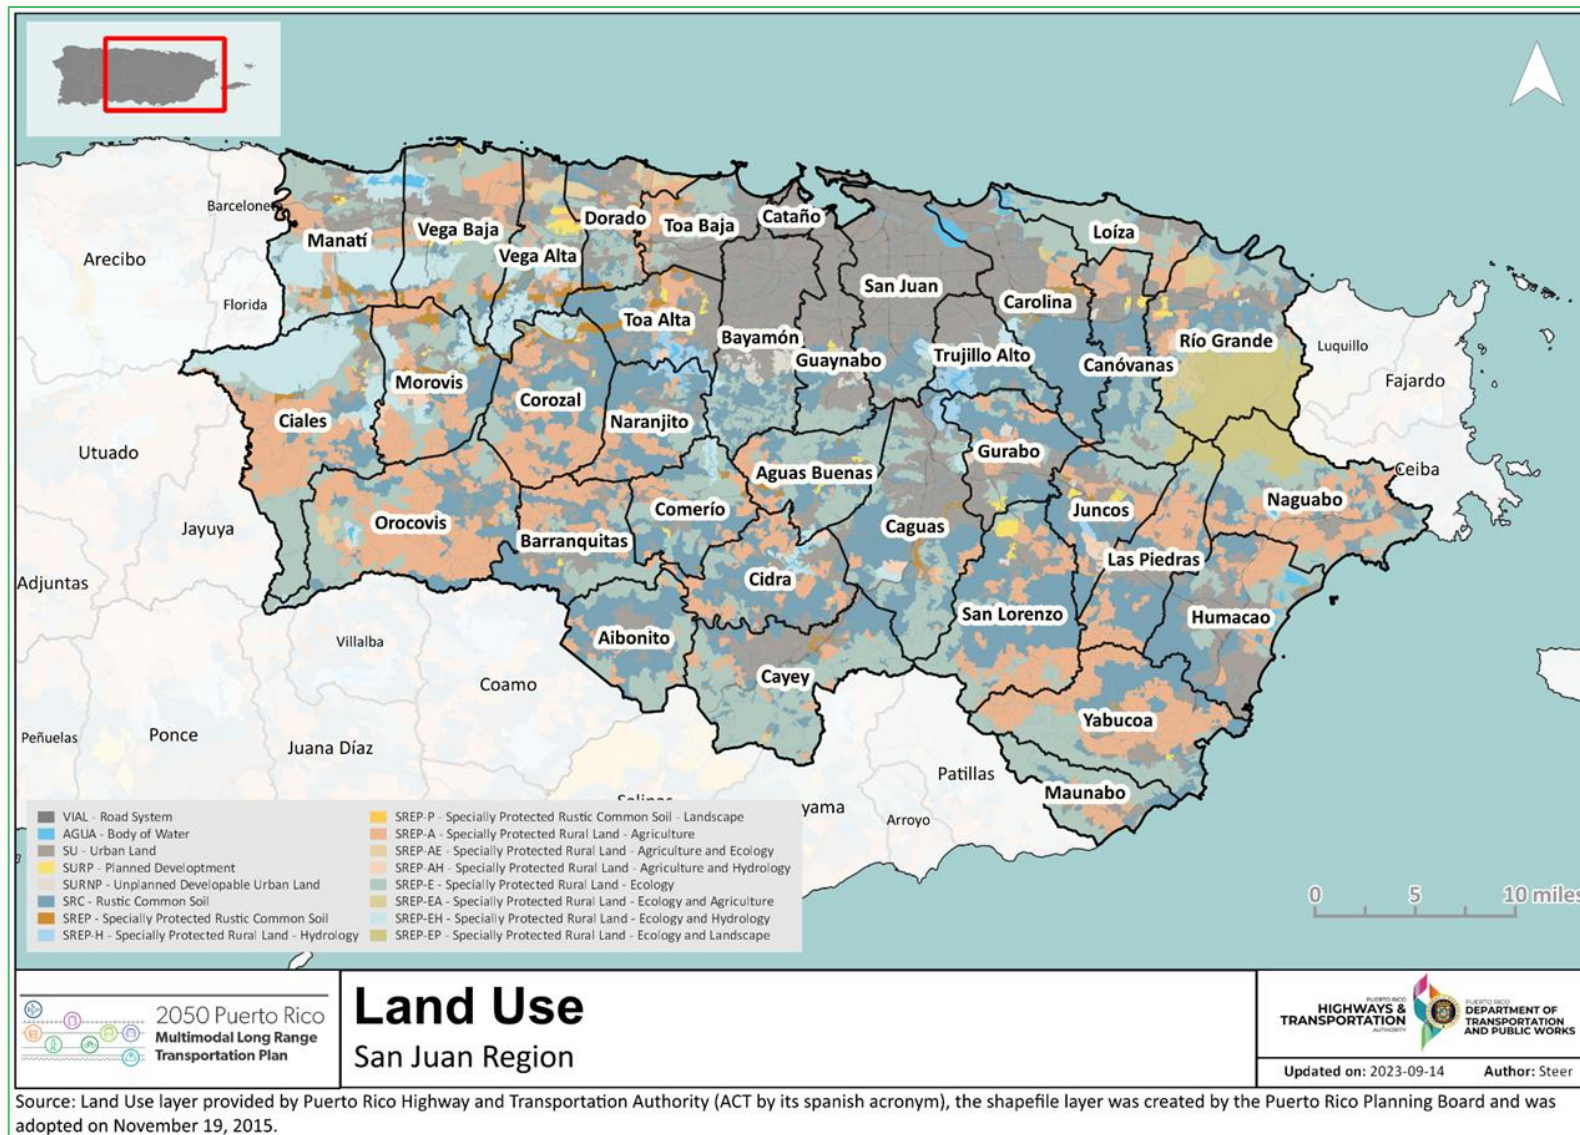 Barceloneta
Arecibo
Manatí
Vega Baja
Vega Alta
Dorado
Toa Baja
Cataño
Loíza
San Juan
Carolina
Florida
Toa Alta
Bayamón
Guaynabo
Trujillo Alto
Canóvanas
Río Grande
Luquillo
Fajardo
Morovis
Ciales
Corozal
Naranjito
Utuado
Aguas Buenas
Gurabo
Ceiba
Naguabo
Jayuya
Orocovis
Comerío
Juncos
Barranquitas
Caguas
Las Piedras
Adjuntas
Cidra
San Lorenzo
Humacao
Villalba
Aibonito
Coamo
Cayey
Yabucoa
Peñuelas
Ponce
Juana Díaz
Patillas
Maunabo
Arroyo
yama
VIAL - Road System
AGUA - Body of Water
SU - Urban Land
SURP - Planned Developtment
SURNP - Unplanned Developable Urban Land
SRC - Rustic Common Soil
SREP - Specially Protected Rustic Common Soil
SREP-H - Specially Protected Rural Land - Hydrology
SREP-P - Specially Protected Rustic Common Soil - Landscape
SREP-A - Specially Protected Rural Land - Agriculture
SREP-AE - Specially Protected Rural Land - Agriculture and Ecology
SREP-AH - Specially Protected Rural Land - Agriculture and Hydrology
SREP-E - Specially Protected Rural Land - Ecology
SREP-EA - Specially Protected Rural Land - Ecology and Agriculture
SREP-EH - Specially Protected Rural Land - Ecology and Hydrology
SREP-EP - Specially Protected Rural Land - Ecology and Landscape
0 5 10 miles
2050 Puerto Rico
Multimodal Long Range
Transportation Plan
Land Use
San Juan Region
PUERTO RICO
HIGHWAYS &
TRANSPORTATION
AUTHORITY
PUERTO RICO
DEPARTMENT OF
TRANSPORTATION
AND PUBLIC WORKS
Updated on: 2023-09-14 Author: Steer
Source: Land Use layer provided by Puerto Rico Highway and Transportation Authority (ACT by its spanish acronym), the shapefile layer was created by the Puerto Rico Planning Board and was
adopted on November 19, 2015.